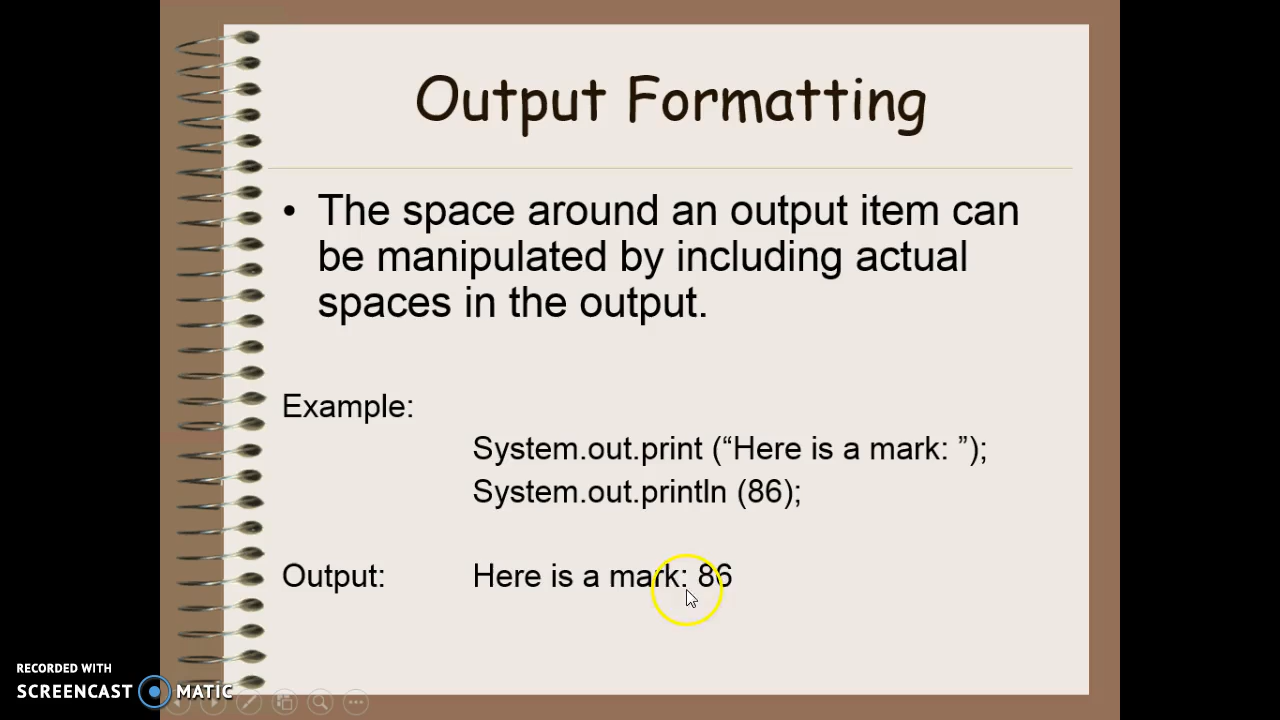 Output Formatting
• The space around an output item can
be manipulated by including actual
spaces in the output.
Example:
System.out.print (“Here is a mark: ”);
System.out.println (86);
Output: Here is a mark: 86
RECORDED WITH
SCREENCAST MATIC